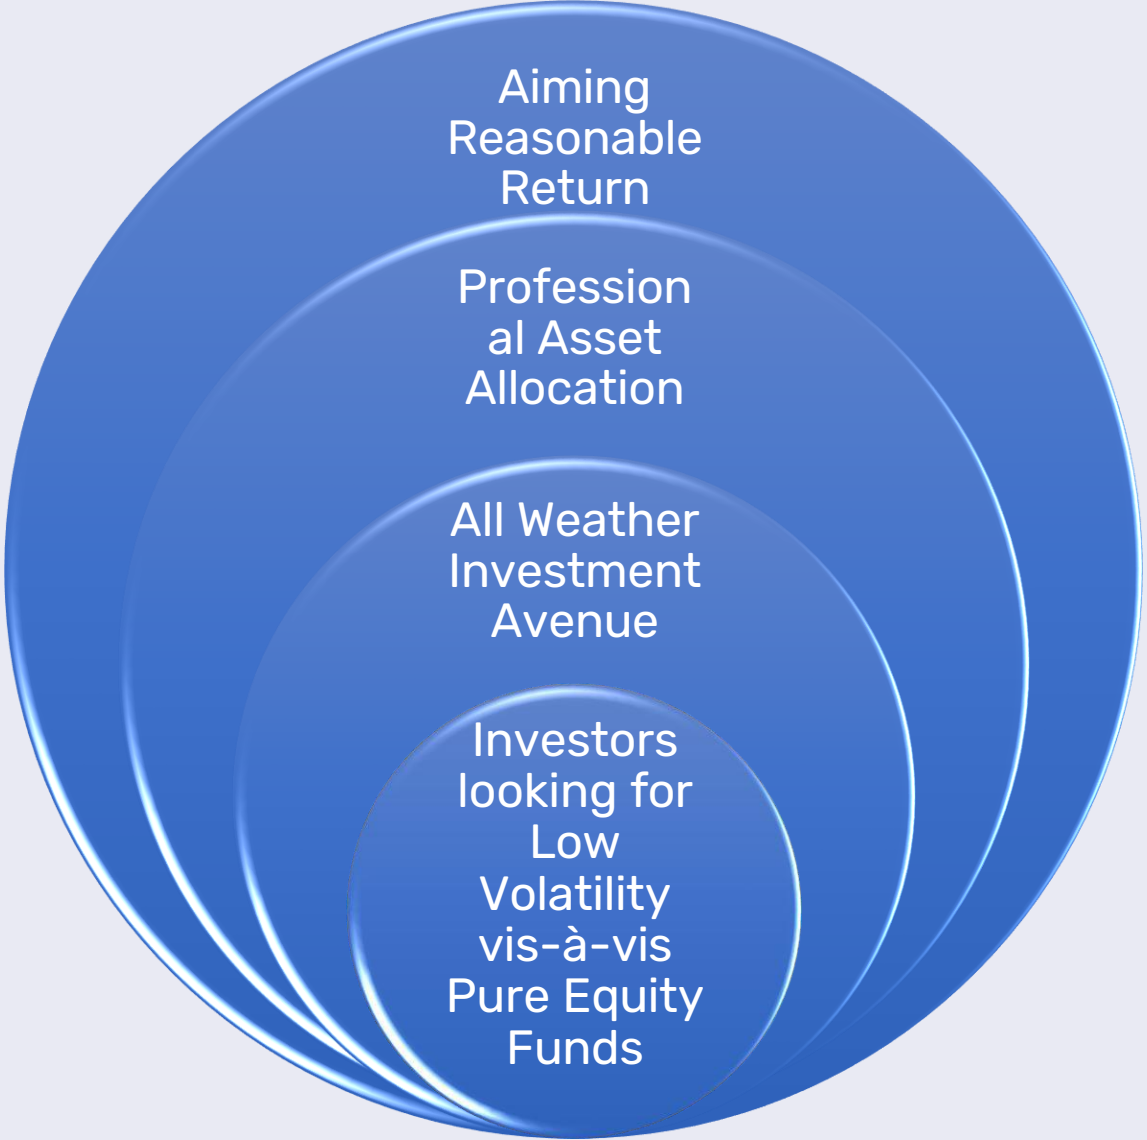 Aiming
Reasonable
Return
Profession
al Asset
Allocation
All Weather
Investment
Avenue
Investors
looking for
Low
Volatility
vis-à-vis
Pure Equity
Funds